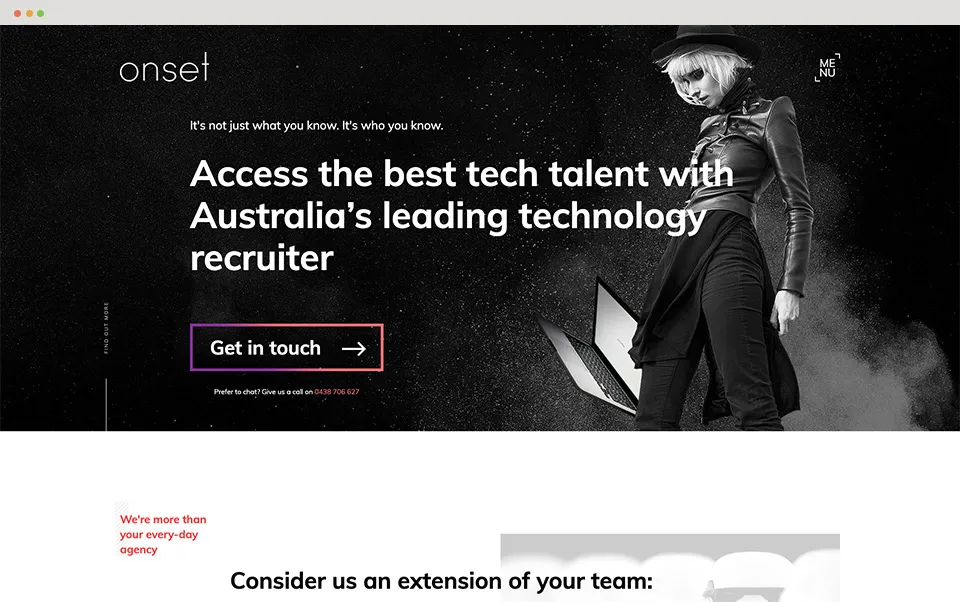 onset
ME
NU
It's not just what you know. It's who you know.
Access the best tech talent with
Australia’s leading technology
recruiter
FIND OUT MORE
Get in touch
Prefer to chat? Give us a call on 0438 706 627
We're more than
your every-day
agency
Consider us an extension of your team: